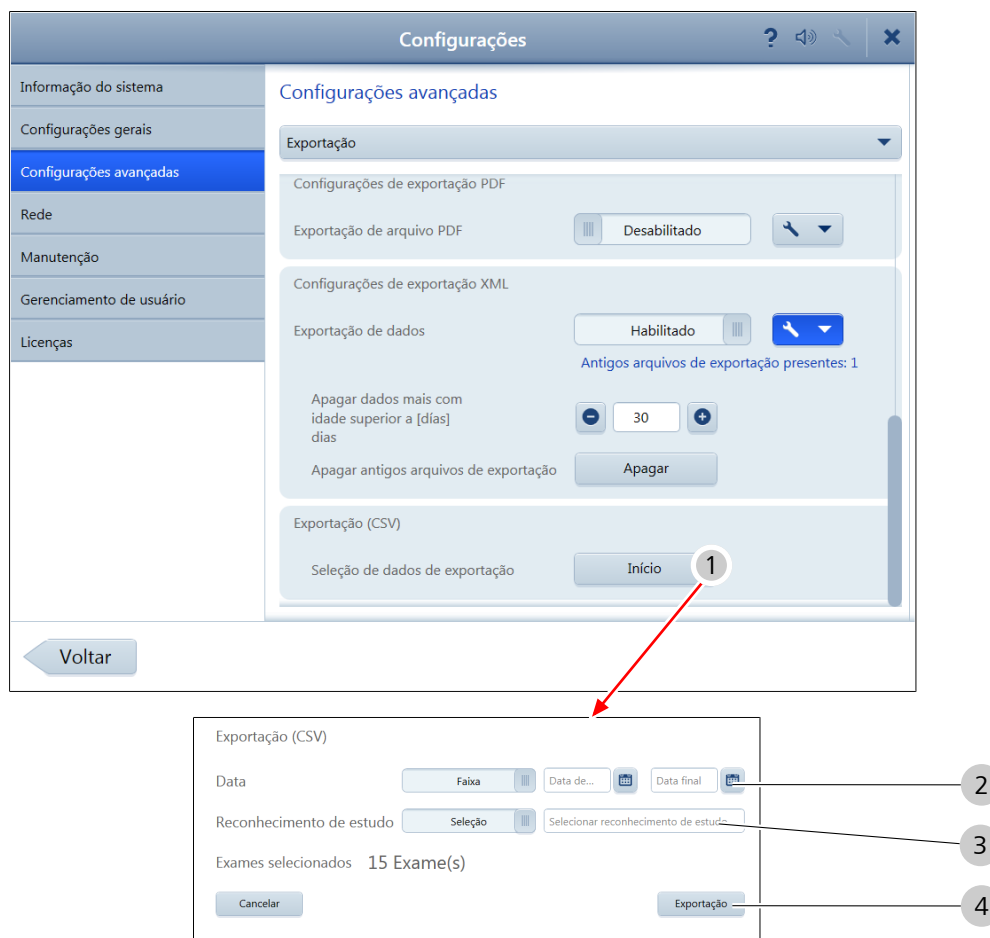 Configurações
?
Informação do sistema
Configurações gerais
Configurações avançadas
Rede
Manutenção
Gerenciamento de usuário
Licenças
Configurações avançadas
Exportação
Configurações de exportação PDF
Exportação de arquivo PDF
Desabilitado
Configurações de exportação XML
Exportação de dados
Habilitado
Antigos arquivos de exportação presentes: 1
Apagar dados mais com
idade superior a [días]
dias
30
Apagar antigos arquivos de exportação
Apagar
Exportação (CSV)
Seleção de dados de exportação
Início
1
Voltar
Exportação (CSV)
Data
Faixa
Data de...
Data final
2
Reconhecimento de estudo
Seleção
Selecionar reconhecimento de estudo
3
Exames selecionados
15 Exame(s)
Cancelar
Exportação
4